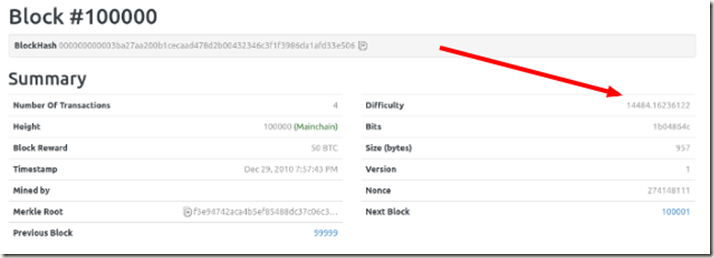 Block #100000
BlockHash 000000000003ba27aa200b1cecaad478d2b00432346c3f1f3986da1afd33e506
Summary
Number Of Transactions 4
Height 100000 (Mainchain)
Block Reward 50 BTC
Timestamp Dec 29, 2010 7:57:43 PM
Mined by
Merkle Root f3e94742aca4b5ef85488dc37c06c3...
Previous Block 99999
Difficulty 14484.16236122
Bits 1b04864c
Size (bytes) 957
Version 1
Nonce 274148111
Next Block 100001